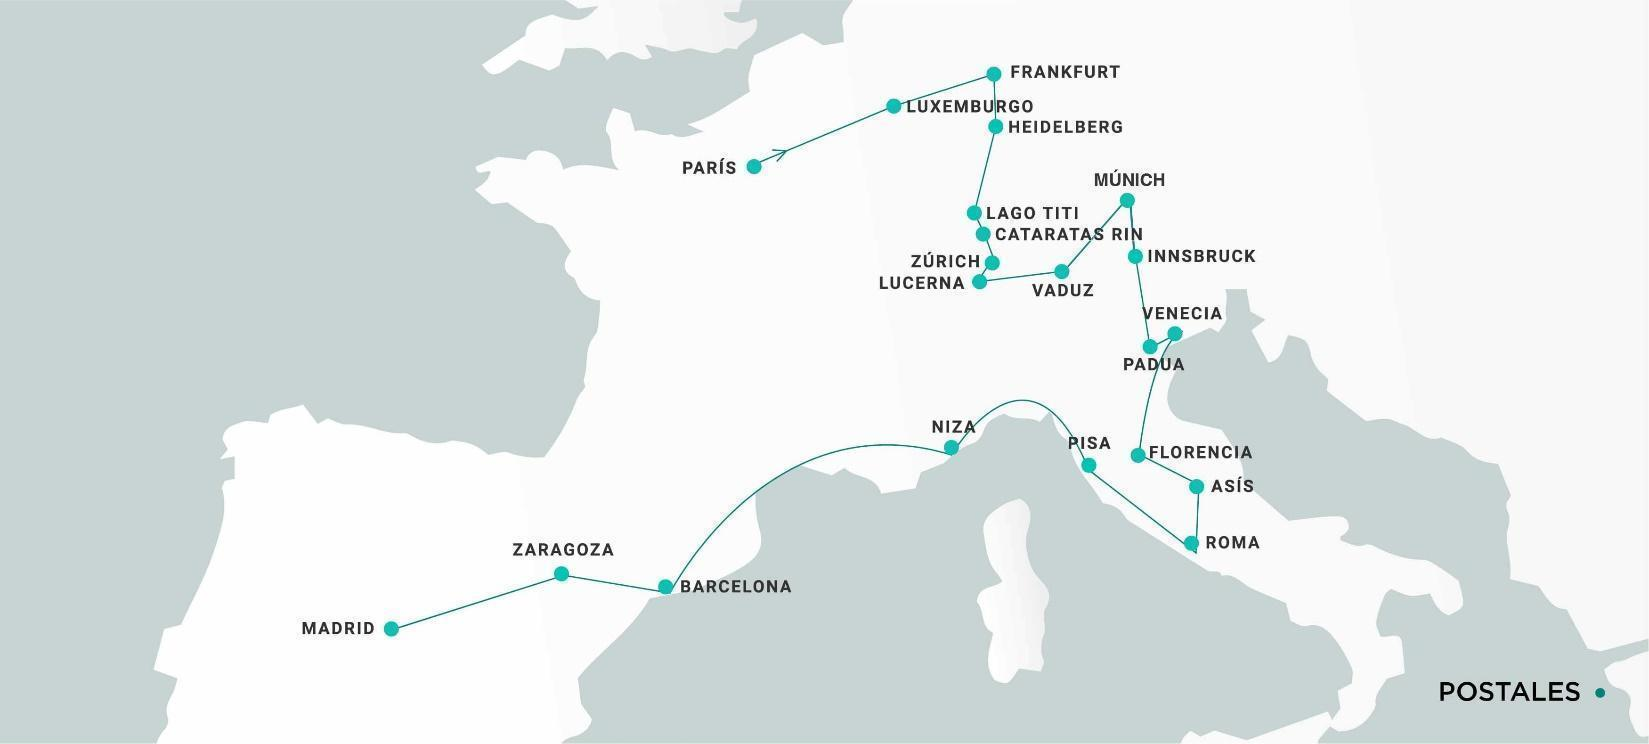 FRANKFURT
LUXEMBURGO
HEIDELBERG
PARÍS
MÚNICH
LAGO TITI
CATARATAS RIN
INNSBRUCK
ZÚRICH
LUCERNA
VADUZ
VENECIA
PADUA
NIZA
PISA
FLORENCIA
ASÍS
ROMA
ZARAGOZA
BARCELONA
MADRID
POSTALES